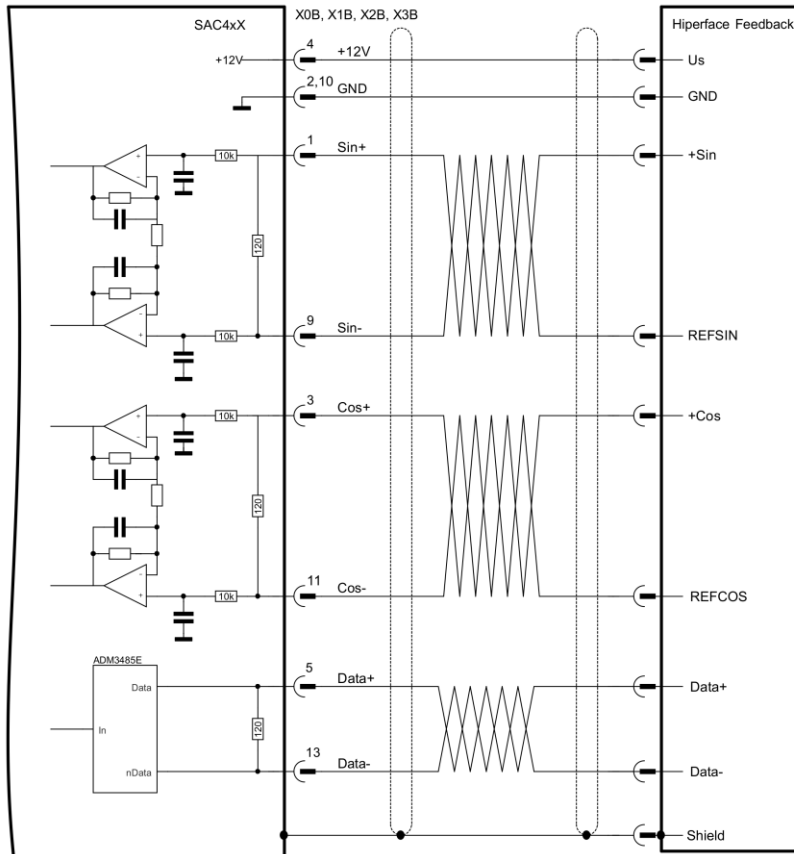 X0B, X1B, X2B, X3B
SAC4xX
Hiperface Feedback
+12V
4
+12V
Us
2,10
GND
GND
1
Sin+
+Sin
+
-
10k
120
-
+
10k
9
Sin-
REFSIN
3
Cos+
+Cos
+
-
10k
120
-
+
10k
11
Cos-
REFCOS
ADM3485E
5
Data+
Data+
Data
In
120
nData
13
Data-
Data-
Shield